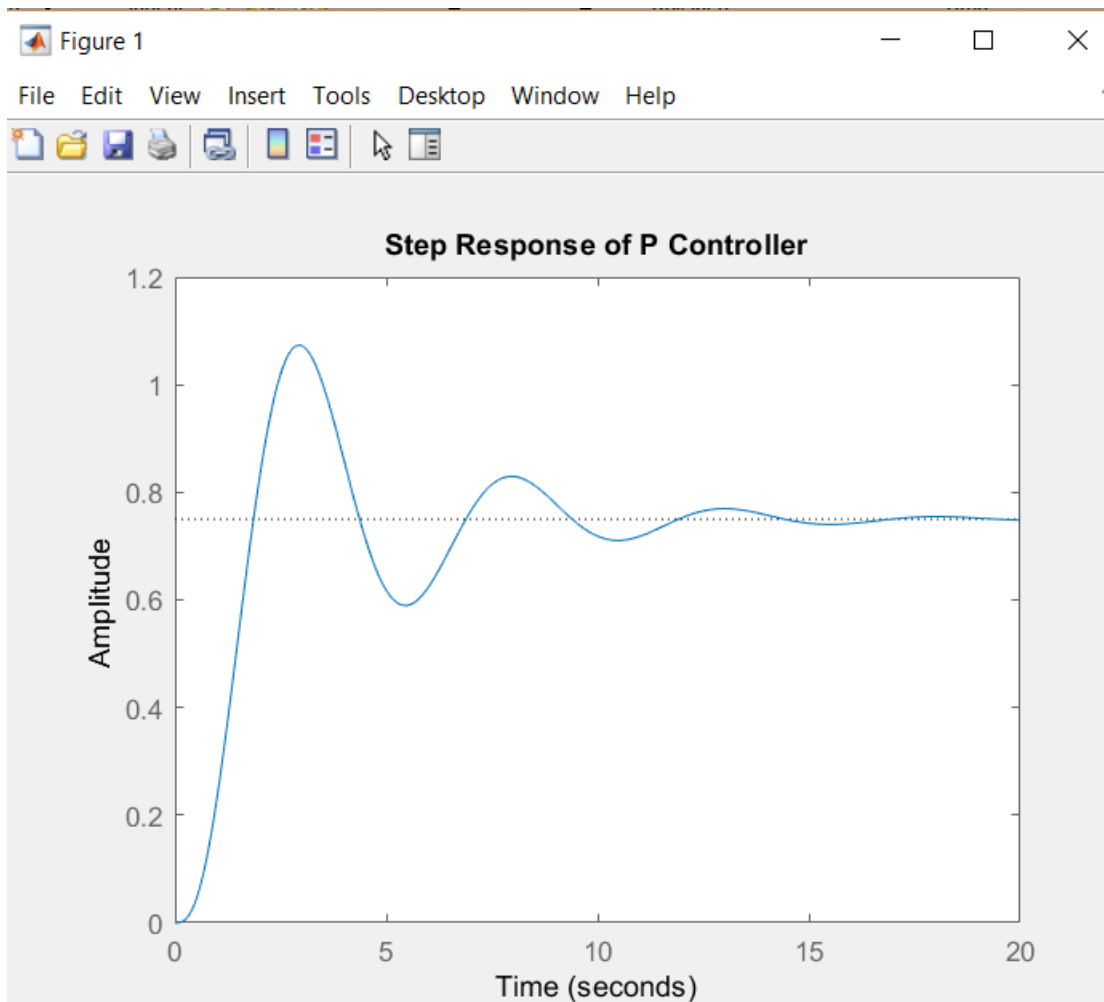 Figure 1
File Edit View Insert Tools Desktop Window Help
Step Response of P Controller
1.2
1
0.8
0.6
0.4
0.2
0
Amplitude
0 5 10 15 20
Time (seconds)